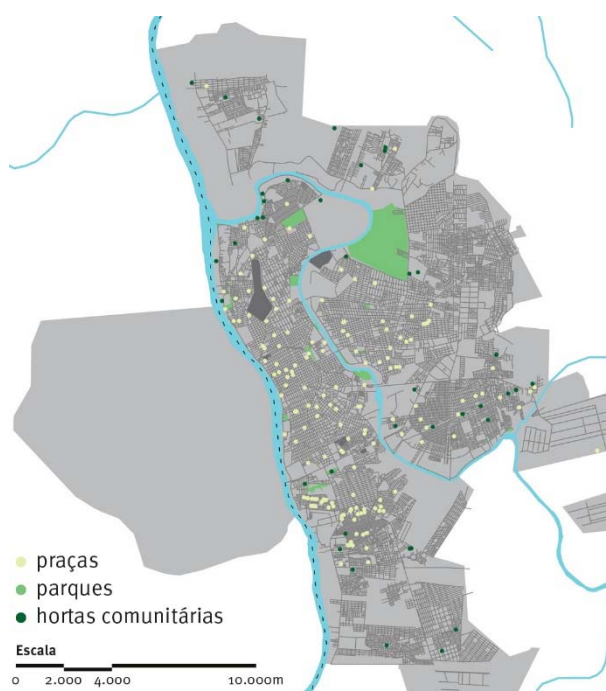 praças
parques
hortas comunitárias
Escala
0 2.000 4.000 10.000m